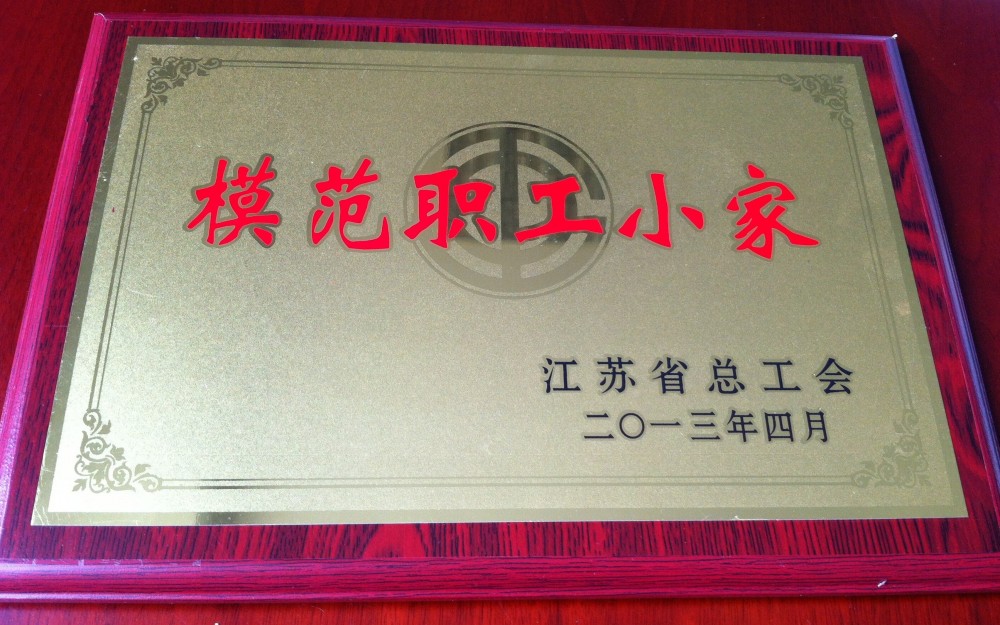 模范职工小家
江苏省总工会
二〇一三年四月